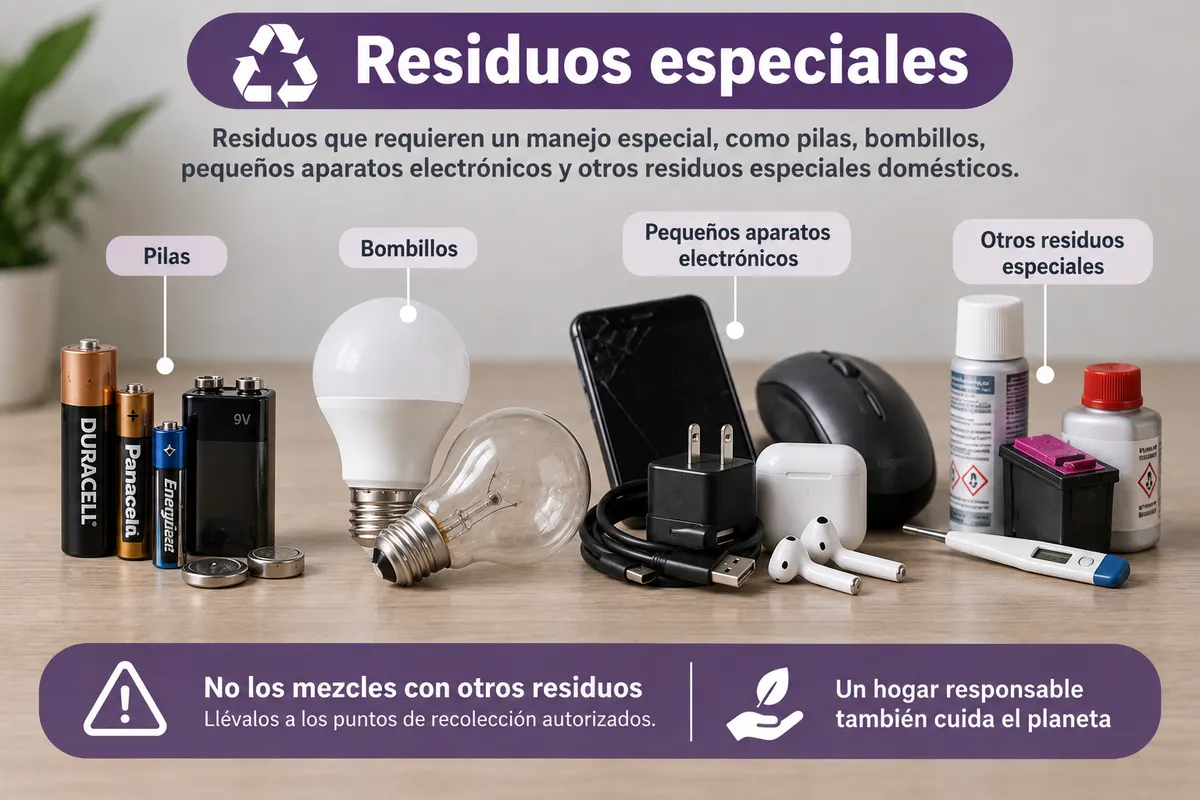 Residuos especiales
Residuos que requieren un manejo especial, como pilas, bombillos,
pequeños aparatos electrónicos y otros residuos especiales domésticos.
Pilas
Bombillos
Pequeños aparatos
electrónicos
Otros residuos
especiales
DURACELL
Panaceln
Energizac
9V
No los mezcles con otros residuos
Llévalos a los puntos de recolección autorizados.
Un hogar responsable
también cuida el planeta